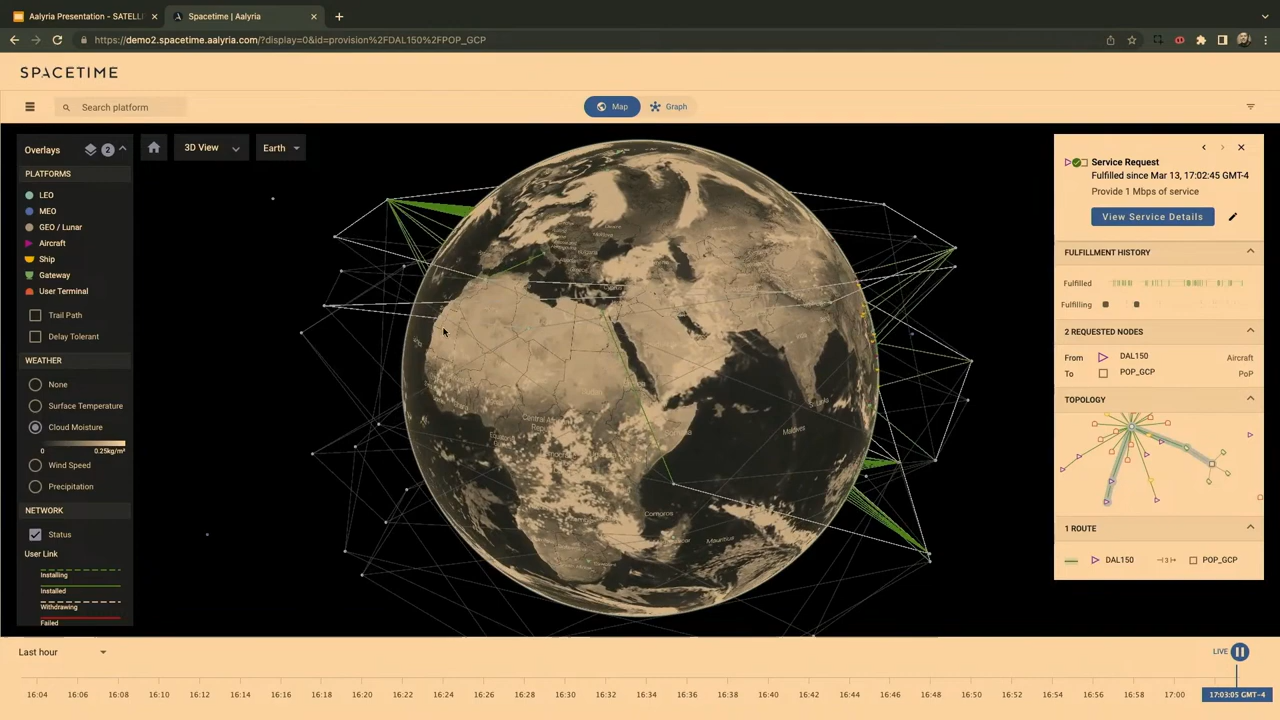 Aalyria Presentation - SATELLI
Spacetime | Aalyria
https://demo2.spacetime.aalyria.com/?display=0&id=provision%2FDAL150%2FPOP_GCP
SPACETIME
Search platform
Map
Graph
Overlays
2
3D View
Earth
PLATFORMS
LEO
MEO
GEO / Lunar
Aircraft
Ship
Gateway
User Terminal
Trail Path
Delay Tolerant
WEATHER
None
Surface Temperature
Cloud Moisture
0
0.25kg/m²
Wind Speed
Precipitation
NETWORK
Status
User Link
Installing
Installed
Withdrawing
Failed
Central African
Republic
Maldives
Comoros
Service Request
Fulfilled since Mar 13, 17:02:45 GMT-4
Provide 1 Mbps of service
View Service Details
FULFILLMENT HISTORY
Fulfilled
Fulfilling
2 REQUESTED NODES
From
DAL150
Aircraft
To
POP_GCP
PoP
TOPOLOGY
1 ROUTE
DAL150
3
POP_GCP
Last hour
LIVE
16:04 16:06 16:08 16:10 16:12 16:14 16:16 16:18 16:20 16:22 16:24 16:26 16:28 16:30 16:32 16:34 16:36 16:38 16:40 16:42 16:44 16:46 16:48 16:50 16:52 16:54 16:56 16:58 17:00
17:03:05 GMT-4